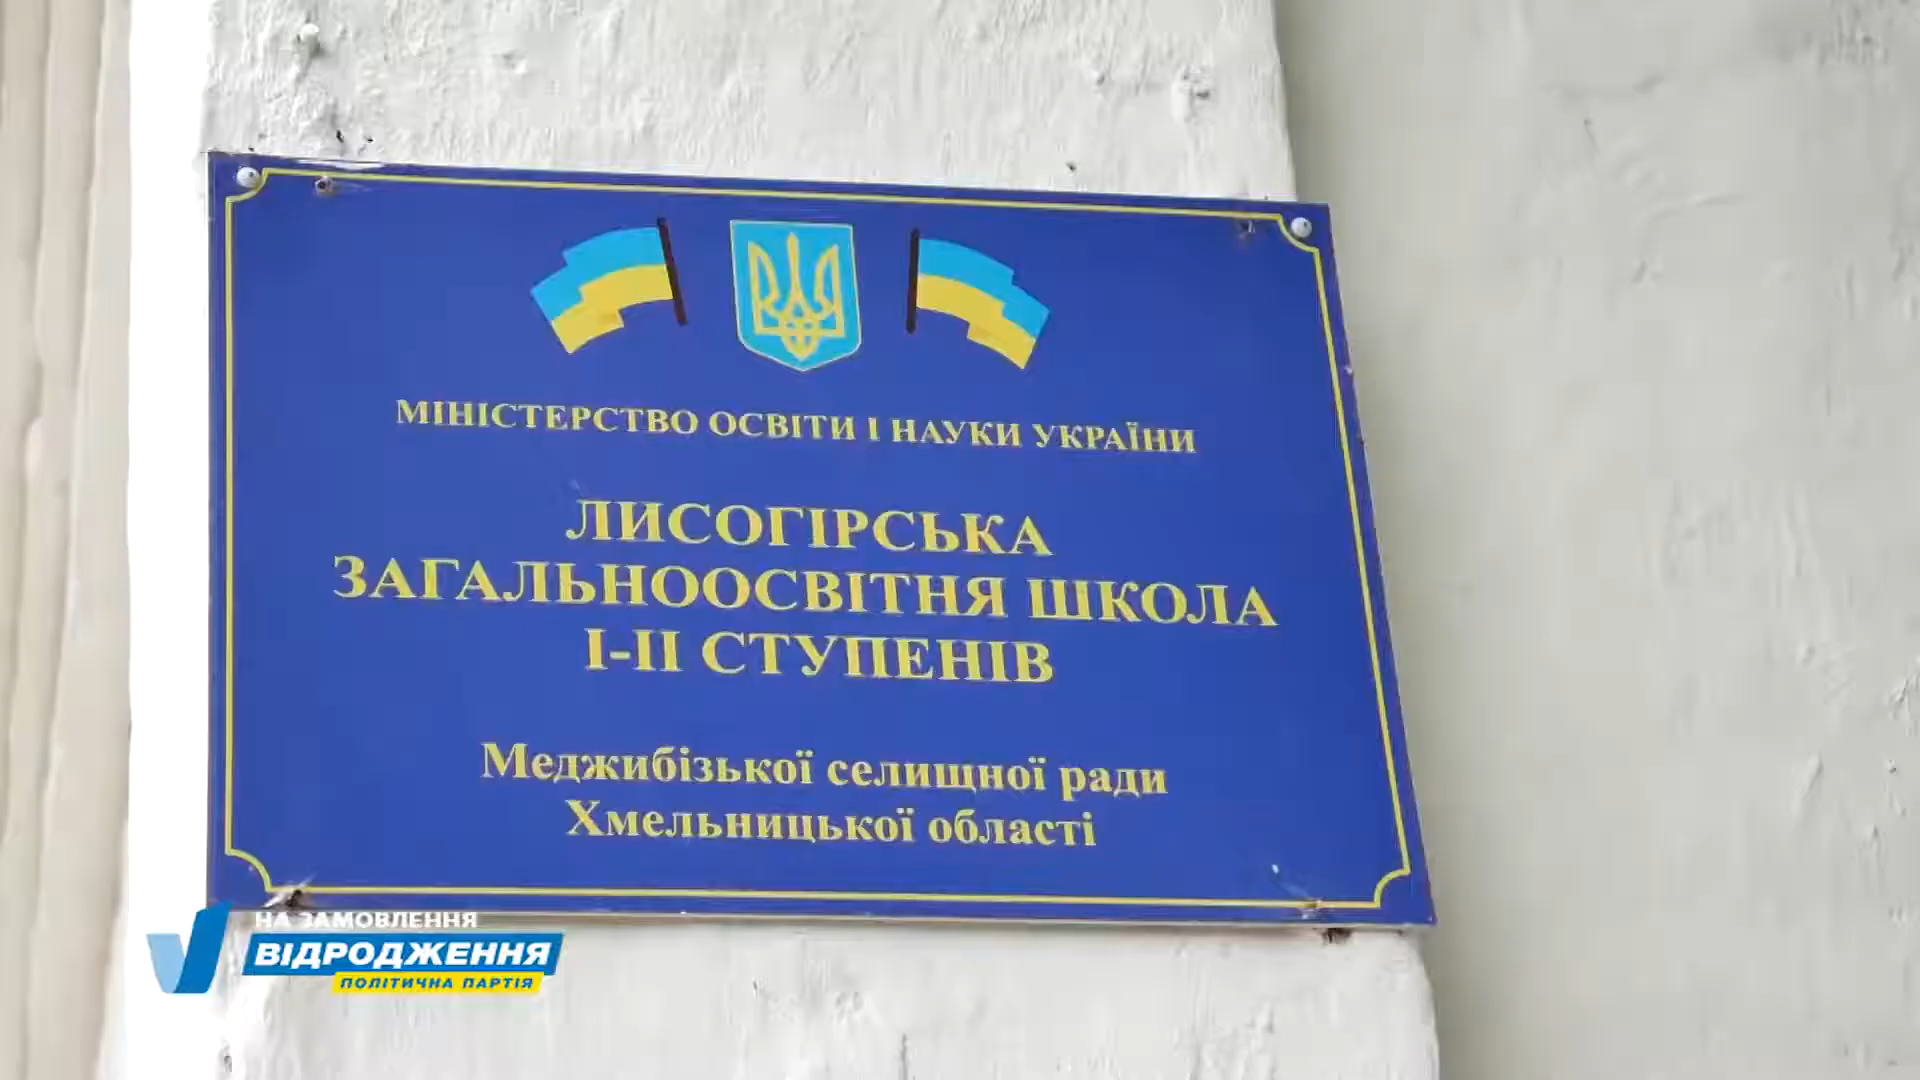 МІНІСТЕРСТВО ОСВІТИ І НАУКИ УКРАЇНИ
ЛИСОГІРСЬКА
ЗАГАЛЬНООСВІТНЯ ШКОЛА
І-ІІ СТУПЕНІВ
Меджибізької селищної ради
Хмельницької області
НА ЗАМОВЛЕННЯ
ВІДРОДЖЕННЯ
ПОЛІТИЧНА ПАРТІЯ